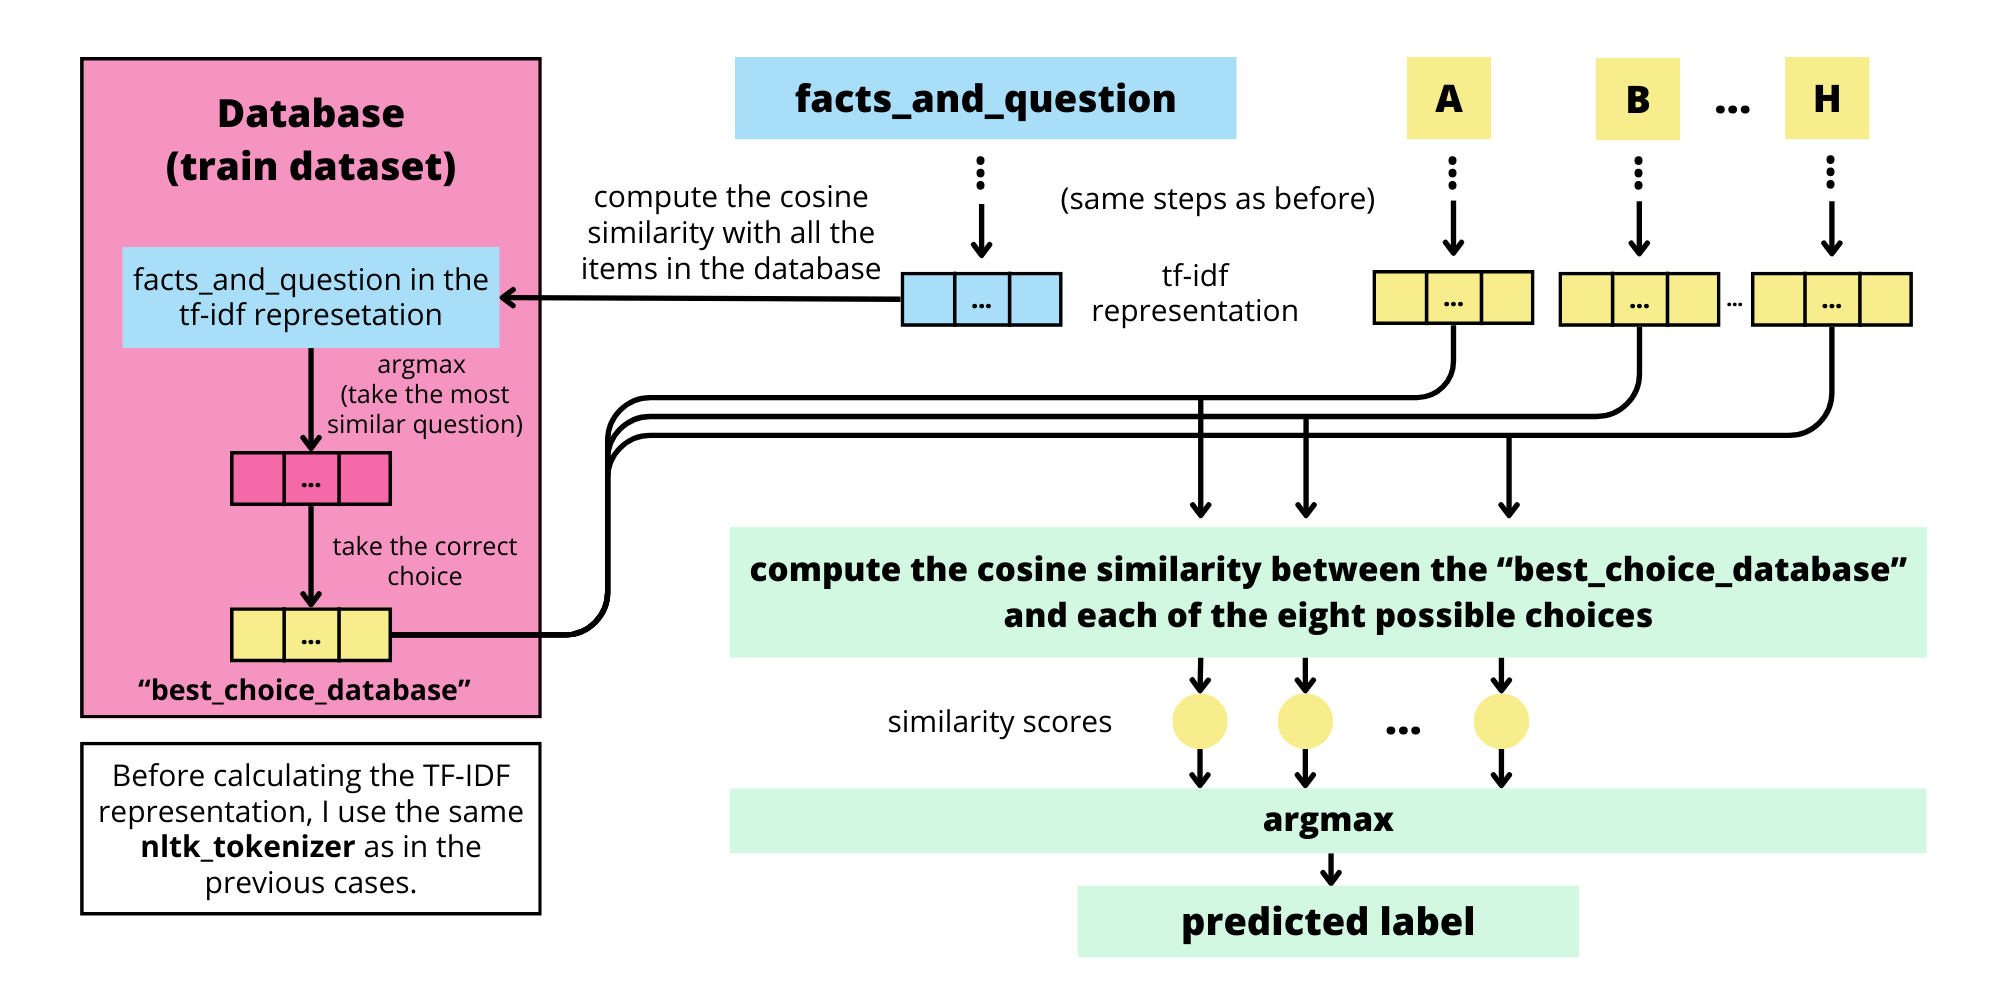 Database
(train dataset)
facts_and_question
A
B
...
H
compute the cosine
similarity with all the
items in the database
(same steps as before)
facts_and_question in the
tf-idf represetation
...
tf-idf
representation
...
...
...
...
argmax
(take the most
similar question)
...
take the correct
choice
...
“best_choice_database”
compute the cosine similarity between the “best_choice_database”
and each of the eight possible choices
similarity scores
...
argmax
predicted label
Before calculating the TF-IDF
representation, I use the same
nltk_tokenizer as in the
previous cases.